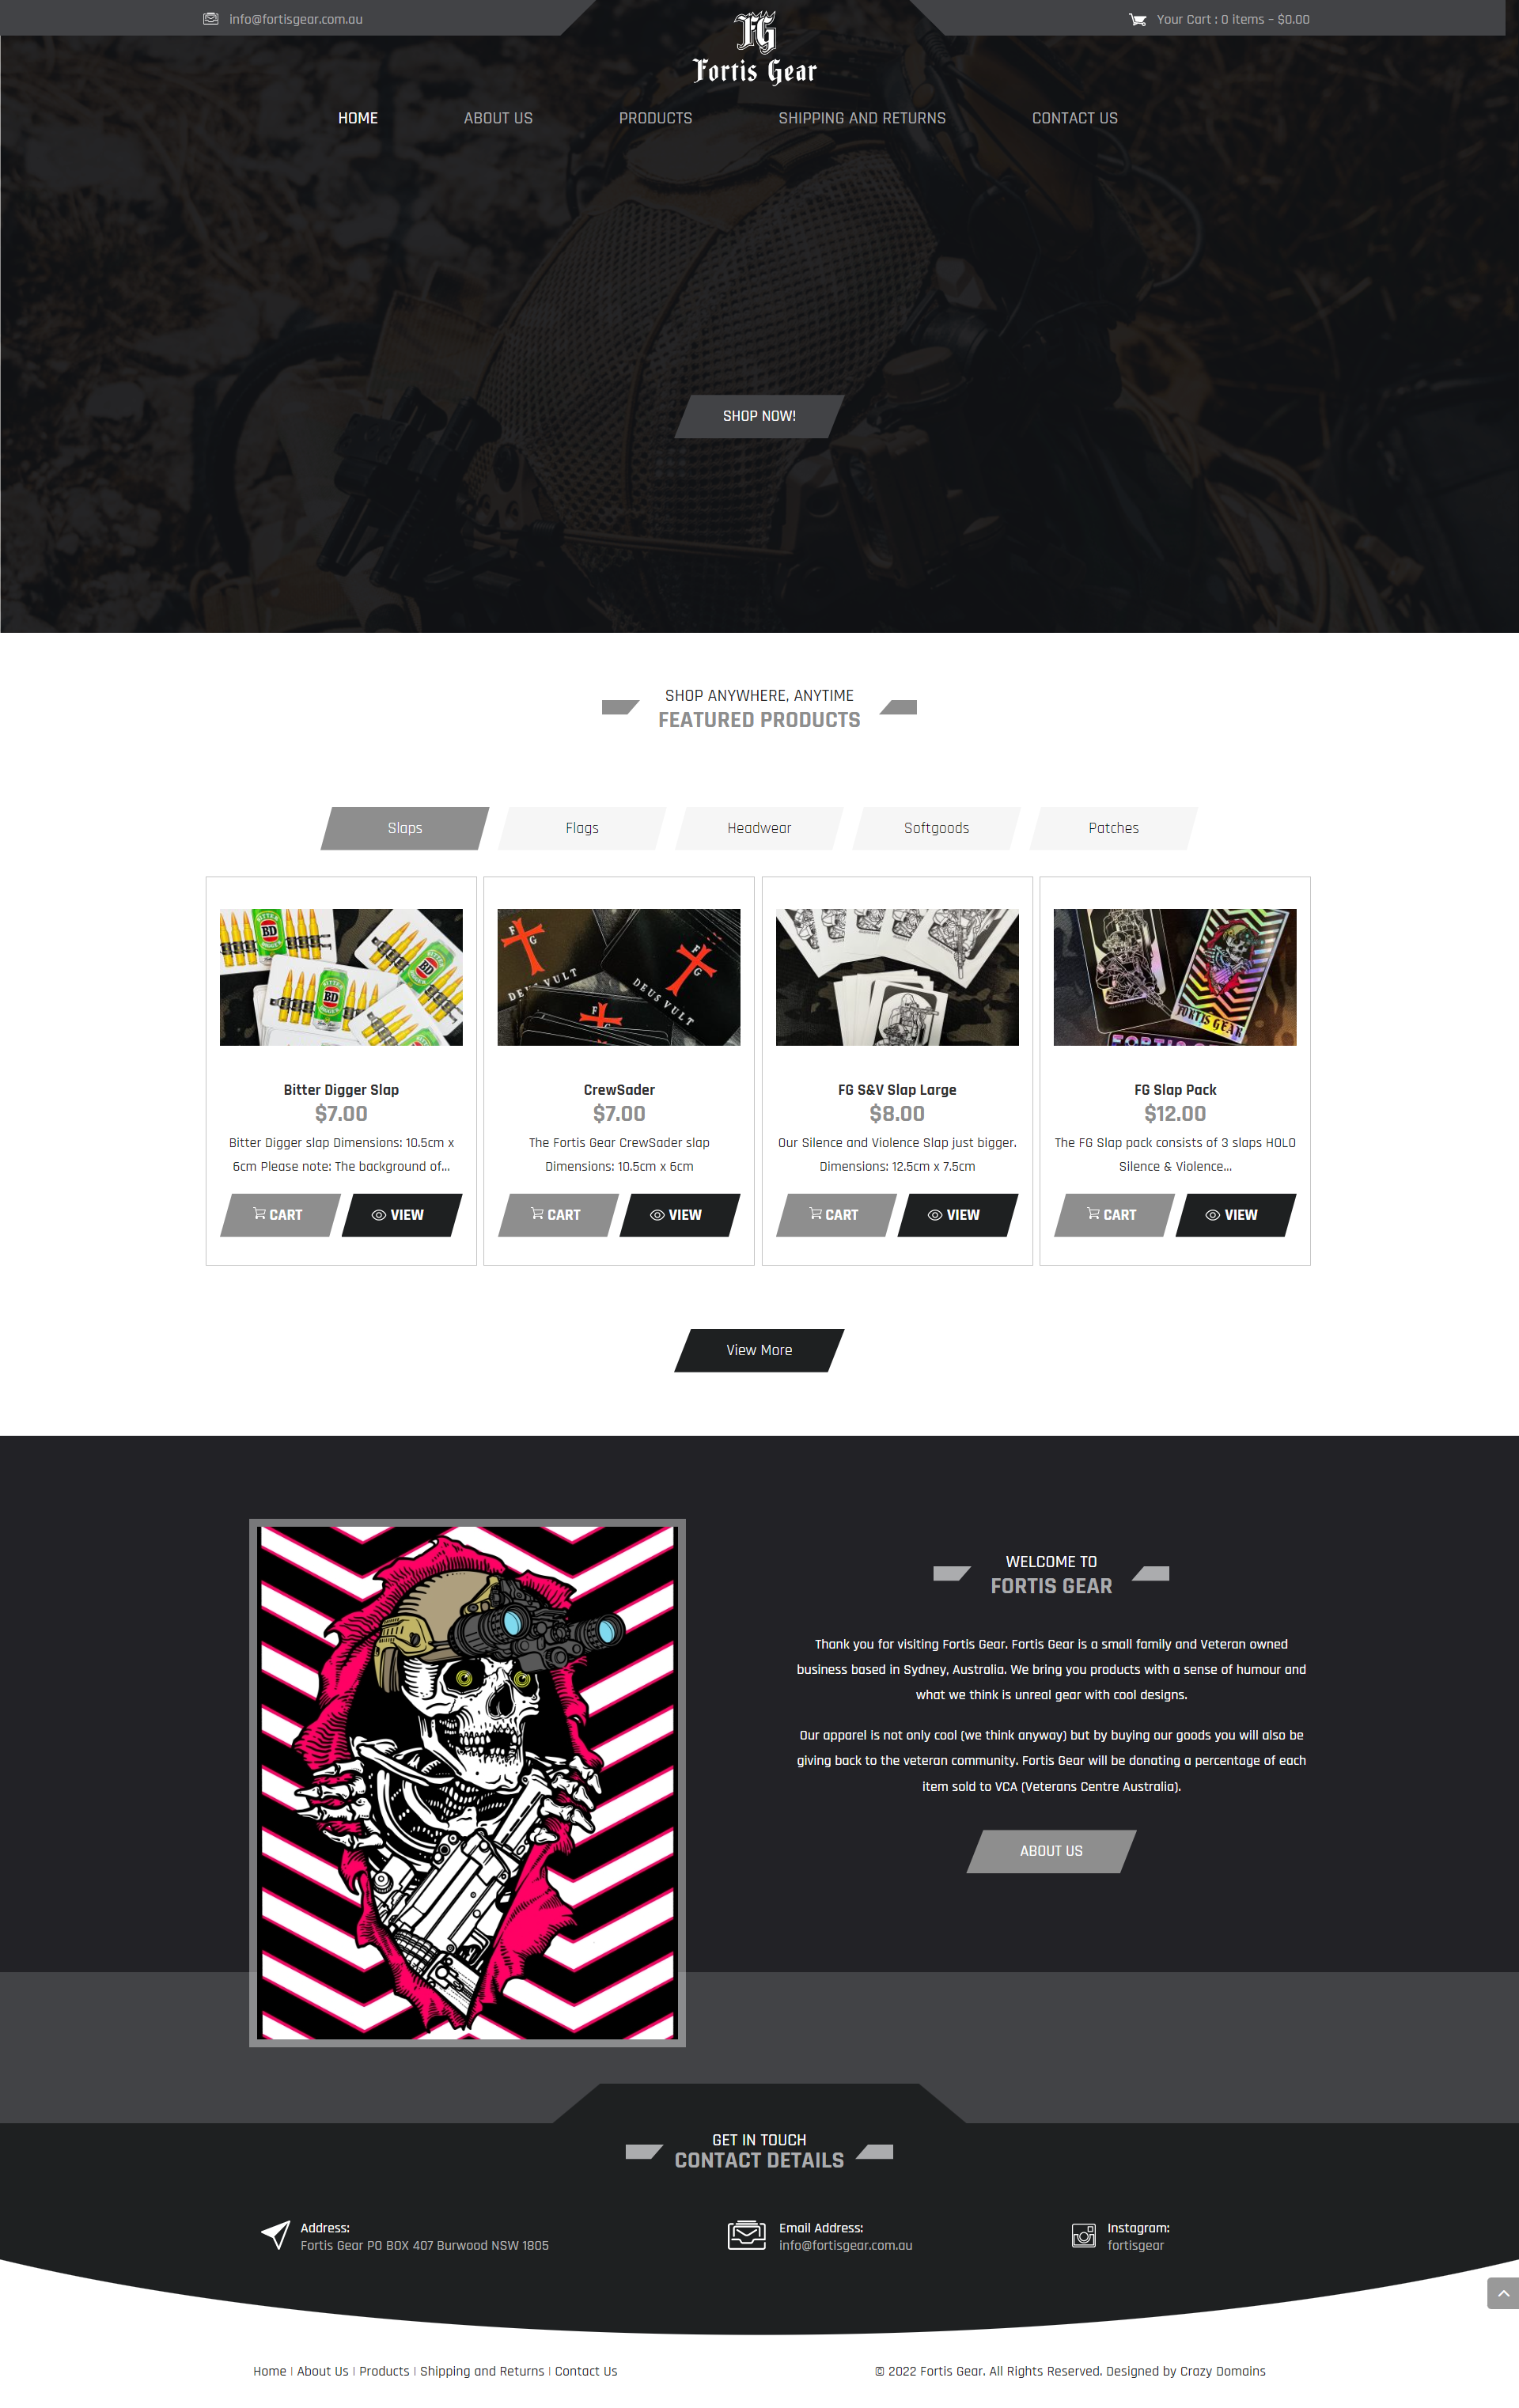 info@fortisgear.com.au
Your Cart : 0 items – $0.00
FG
Fortis Gear
HOME
ABOUT US
PRODUCTS
SHIPPING AND RETURNS
CONTACT US
SHOP NOW!
SHOP ANYWHERE, ANYTIME
FEATURED PRODUCTS
Slaps
Flags
Headwear
Softgoods
Patches
BITTER
BD
BD
BD
F G
DEUS VULT
F G
DEUS VULT
F G
FORTIS GEAR
Bitter Digger Slap
$7.00
Bitter Digger slap Dimensions: 10.5cm x
6cm Please note: The background of...
CART
VIEW
CrewSader
$7.00
The Fortis Gear CrewSader slap
Dimensions: 10.5cm x 6cm
CART
VIEW
FG S&V Slap Large
$8.00
Our Silence and Violence Slap just bigger.
Dimensions: 12.5cm x 7.5cm
CART
VIEW
FG Slap Pack
$12.00
The FG Slap pack consists of 3 slaps HOLO
Silence & Violence...
CART
VIEW
View More
WELCOME TO
FORTIS GEAR
Thank you for visiting Fortis Gear. Fortis Gear is a small family and Veteran owned
business based in Sydney, Australia. We bring you products with a sense of humour and
what we think is unreal gear with cool designs.
Our apparel is not only cool (we think anyway) but by buying our goods you will also be
giving back to the veteran community. Fortis Gear will be donating a percentage of each
item sold to VCA (Veterans Centre Australia).
ABOUT US
GET IN TOUCH
CONTACT DETAILS
Address:
Fortis Gear PO BOX 407 Burwood NSW 1805
Email Address:
info@fortisgear.com.au
Instagram:
fortisgear
Home | About Us | Products | Shipping and Returns | Contact Us
© 2022 Fortis Gear. All Rights Reserved. Designed by Crazy Domains